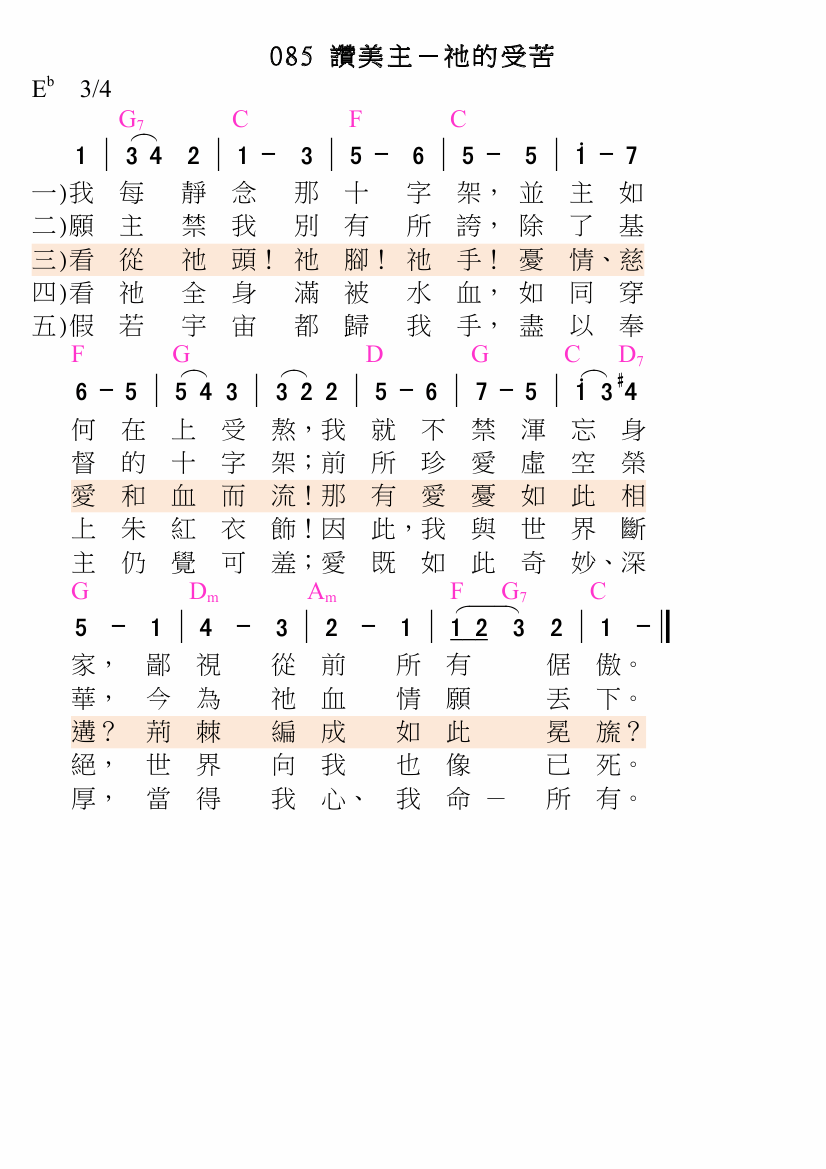 085 讚美主－祂的受苦
E♭ 3/4
G7 C F C
1 | 3 4 2 | 1 - 3 | 5 - 6 | 5 - 5 | i - 7
一)我 每 靜 念 那 十 字 架， 並 主 如
二)願 主 禁 我 別 有 所 誇， 除 了 基
三)看 從 祂 頭！ 祂 腳！ 祂 手！ 憂 情、 慈
四)看 祂 全 身 滿 被 水 血， 如 同 穿
五)假 若 宇 宙 都 歸 我 手， 盡 以 奉
F G D G C D7
6 - 5 | 5 4 3 | 3 2 2 | 5 - 6 | 7 - 5 | i 3 #4
何 在 上 受 熬，我 就 不 禁 渾 忘 身
督 的 十 字 架；前 所 珍 愛 虛 空 榮
愛 和 血 而 流！那 有 愛 憂 如 此 相
上 朱 紅 衣 飾！因 此，我 與 世 界 斷
主 仍 覺 可 羞；愛 既 如 此 奇 妙、深
G Dm Am F G7 C
5 - 1 | 4 - 3 | 2 - 1 | 1 2 3 2 | 1 - ||
家， 鄙 視 從 前 所 有 倨 傲。
華， 今 為 祂 血 情 願 丟 下。
遘？ 荊 棘 編 成 如 此 冕 旒？
絕， 世 界 向 我 也 像 已 死。
厚， 當 得 我 心、 我 命 － 所 有。